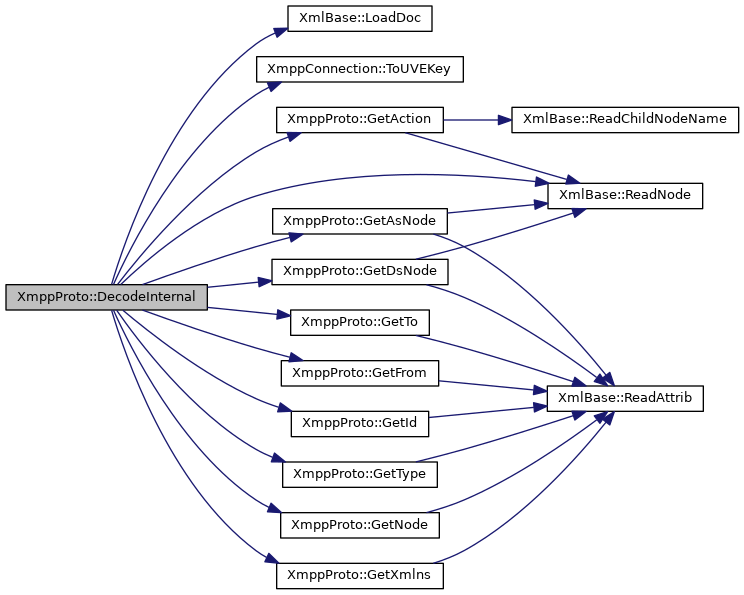 XmlBase::LoadDoc
XmppConnection::ToUVEKey
XmppProto::GetAction
XmlBase::ReadChildNodeName
XmlBase::ReadNode
XmppProto::GetAsNode
XmppProto::GetDsNode
XmppProto::DecodeInternal
XmppProto::GetTo
XmppProto::GetFrom
XmlBase::ReadAttrib
XmppProto::GetId
XmppProto::GetType
XmppProto::GetNode
XmppProto::GetXmlns